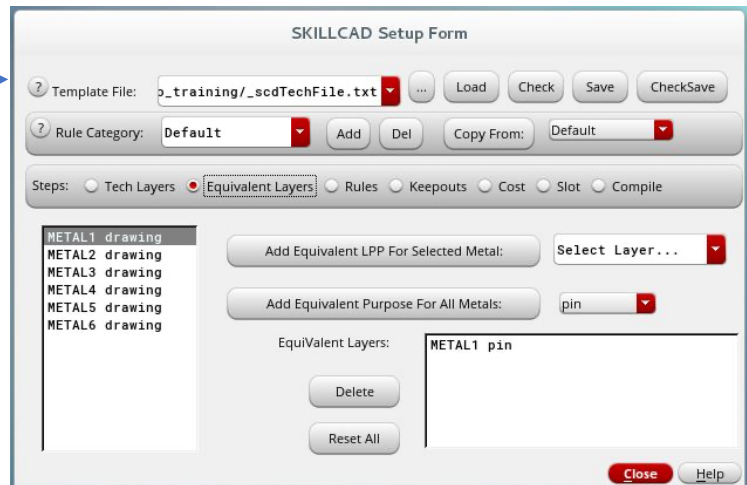 SKILLCAD Setup Form
? Template File: o_training/_scdTechFile.txt ... Load Check Save CheckSave
? Rule Category: Default Add Del Copy From: Default
Steps: Tech Layers Equivalent Layers Rules Keepouts Cost Slot Compile
METAL1 drawing
METAL2 drawing
METAL3 drawing
METAL4 drawing
METAL5 drawing
METAL6 drawing
Add Equivalent LPP For Selected Metal: Select Layer...
Add Equivalent Purpose For All Metals: pin
EquiValent Layers: METAL1 pin
Delete
Reset All
Close Help